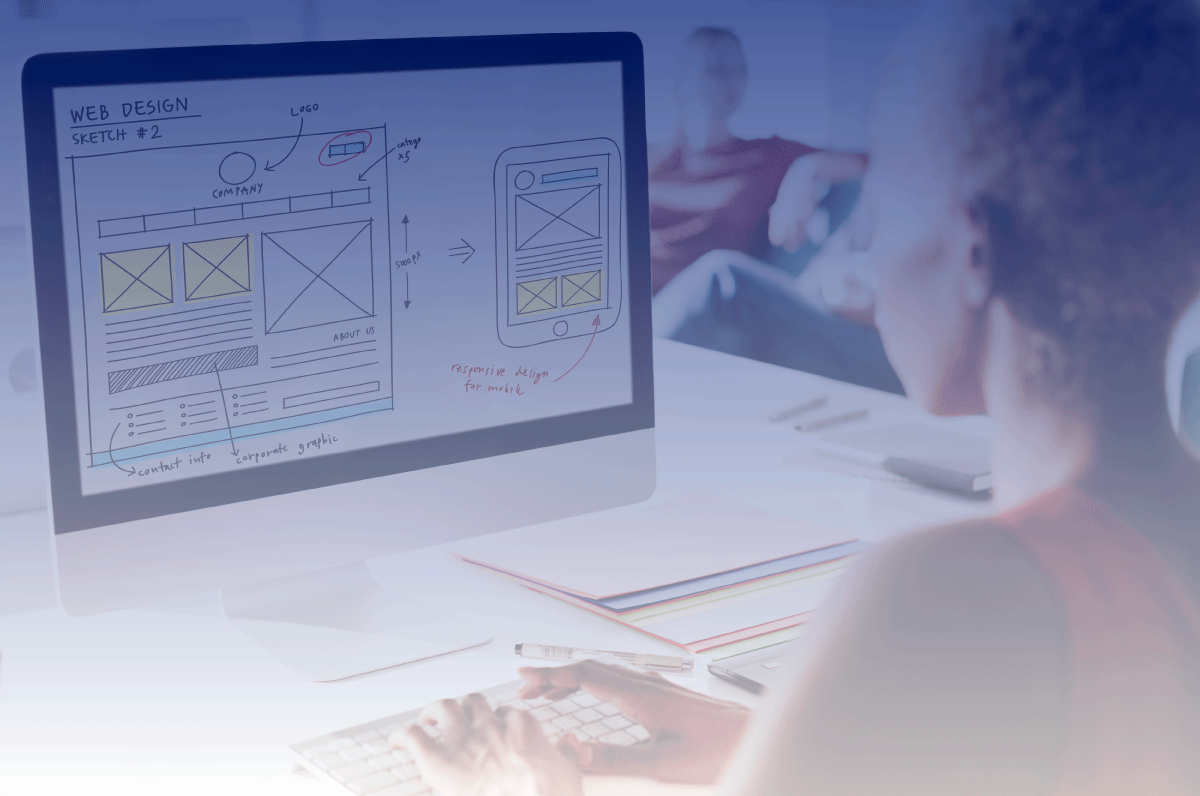 WEB DESIGN
SKETCH #2
LOGO
COMPANY
catego
x5
5000px
ABOUT US
responsive design
for mobile
contact info
corporate graphic